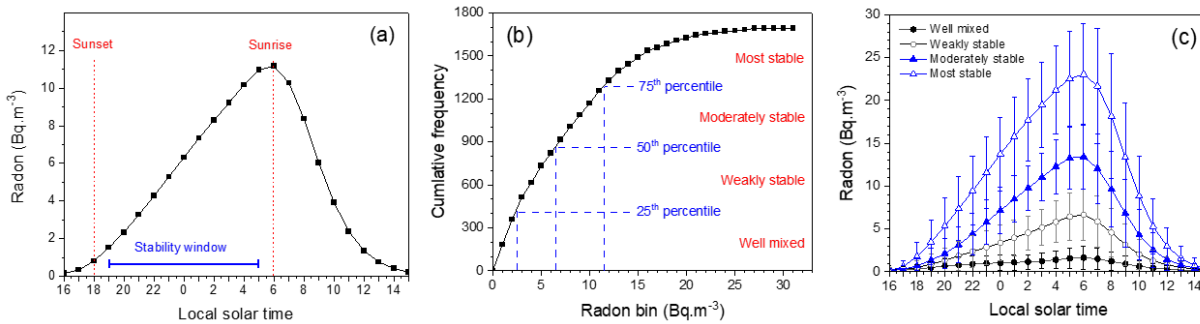 (a)
Sunset
Sunrise
Stability window
12
10
8
6
4
2
0
Radon (Bq.m⁻³)
16 18 20 22 0 2 4 6 8 10 12 14
Local solar time
(b)
Most stable
75th percentile
Moderately stable
50th percentile
Weakly stable
25th percentile
Well mixed
1800
1500
1200
900
600
300
0
Cumulative frequency
0 5 10 15 20 25 30
Radon bin (Bq.m⁻³)
(c)
Well mixed
Weakly stable
Moderately stable
Most stable
30
25
20
15
10
5
0
Radon (Bq.m⁻³)
16 18 20 22 0 2 4 6 8 10 12 14
Local solar time